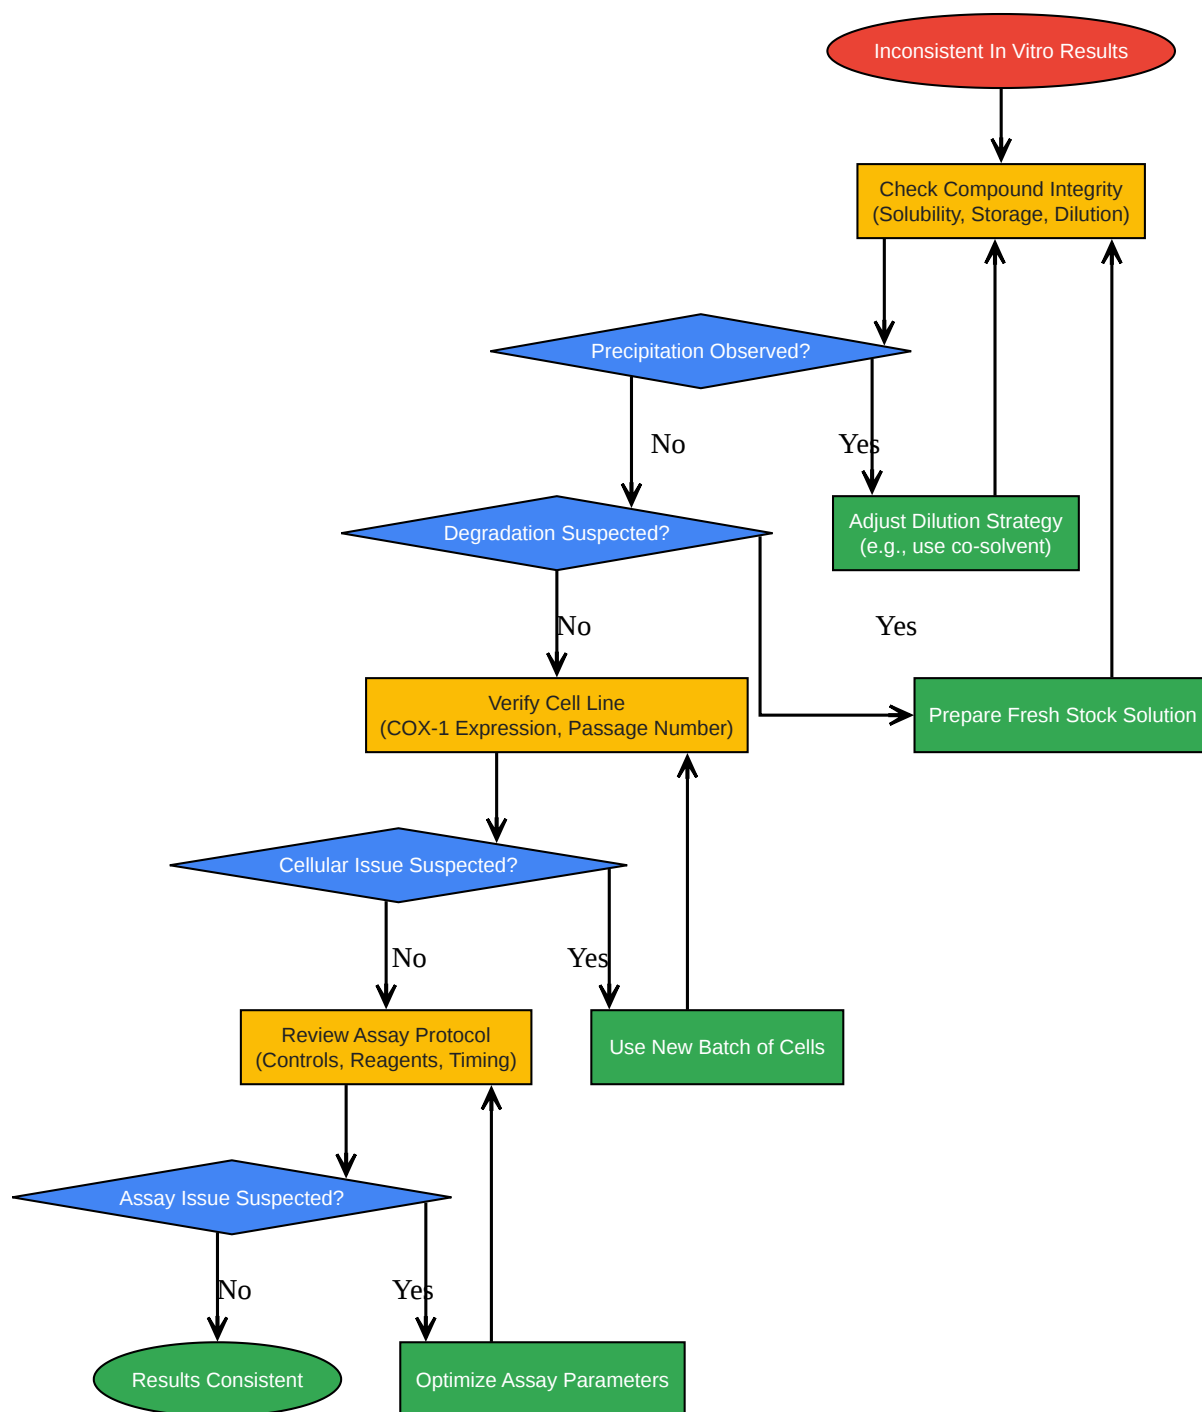 Inconsistent In Vitro Results
Check Compound Integrity
(Solubility, Storage, Dilution)
Precipitation Observed?
No
Yes
Degradation Suspected?
Adjust Dilution Strategy
(e.g., use co-solvent)
No
Yes
Verify Cell Line
(COX-1 Expression, Passage Number)
Prepare Fresh Stock Solution
Cellular Issue Suspected?
No
Yes
Review Assay Protocol
(Controls, Reagents, Timing)
Use New Batch of Cells
Assay Issue Suspected?
No
Yes
Results Consistent
Optimize Assay Parameters